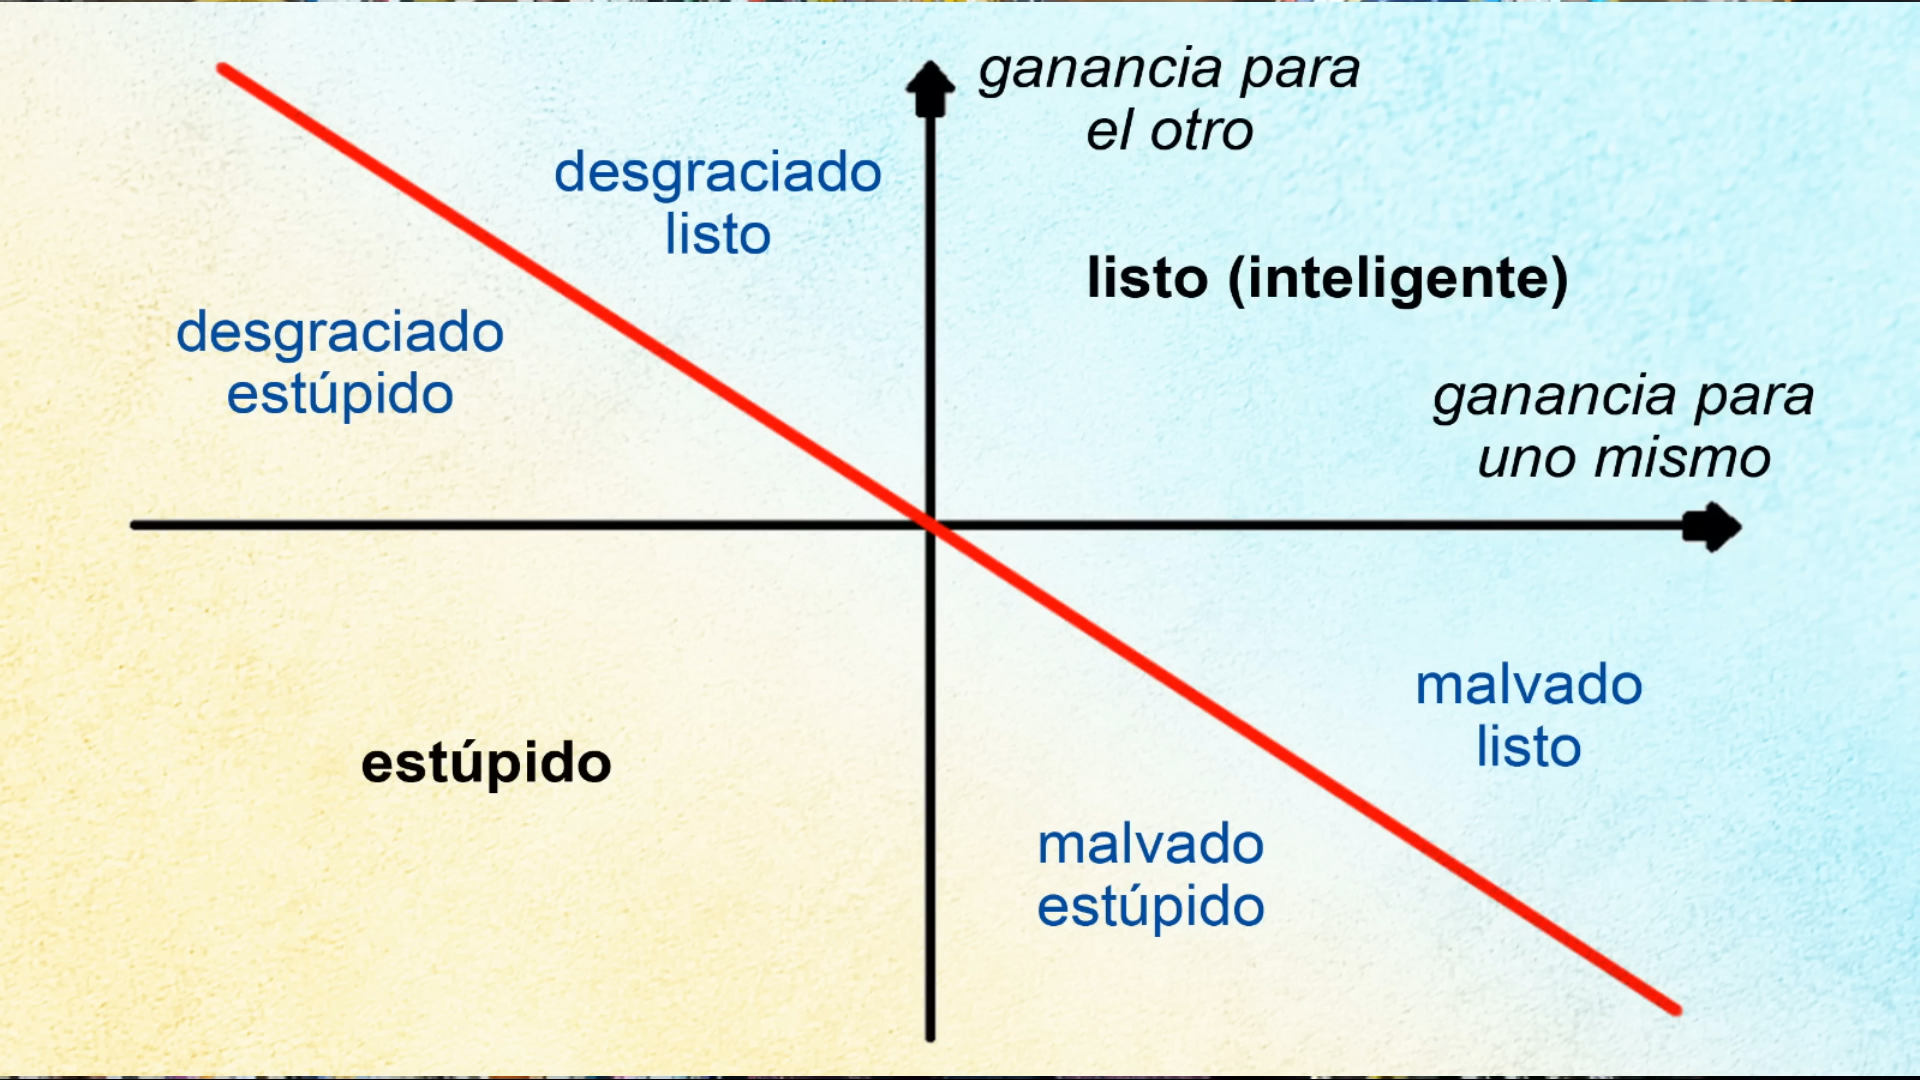 ganancia para
el otro
desgraciado
listo
listo (inteligente)
desgraciado
estúpido
ganancia para
uno mismo
malvado
listo
estúpido
malvado
estúpido